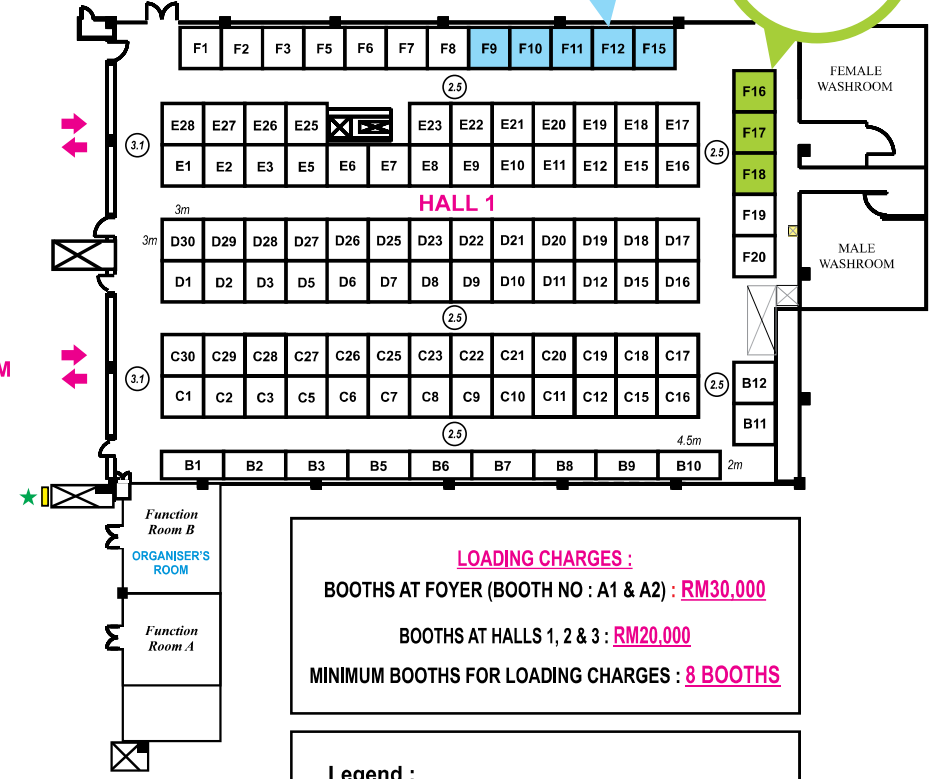 F1 F2 F3 F5 F6 F7 F8 F9 F10 F11 F12 F15
2.5
F16
F17
F18
F19
F20
FEMALE
WASHROOM
MALE
WASHROOM
E28 E27 E26 E25 E23 E22 E21 E20 E19 E18 E17
3.1
2.5
E1 E2 E3 E5 E6 E7 E8 E9 E10 E11 E12 E15 E16
HALL 1
3m
3m
D30 D29 D28 D27 D26 D25 D23 D22 D21 D20 D19 D18 D17
D1 D2 D3 D5 D6 D7 D8 D9 D10 D11 D12 D15 D16
2.5
C30 C29 C28 C27 C26 C25 C23 C22 C21 C20 C19 C18 C17
M
3.1
2.5
B12
B11
C1 C2 C3 C5 C6 C7 C8 C9 C10 C11 C12 C15 C16
2.5
4.5m
B1 B2 B3 B5 B6 B7 B8 B9 B10
2m
Function
Room B
ORGANISER'S
ROOM
Function
Room A
LOADING CHARGES :
BOOTHS AT FOYER (BOOTH NO : A1 & A2) : RM30,000
BOOTHS AT HALLS 1, 2 & 3 : RM20,000
MINIMUM BOOTHS FOR LOADING CHARGES : 8 BOOTHS
Legend :